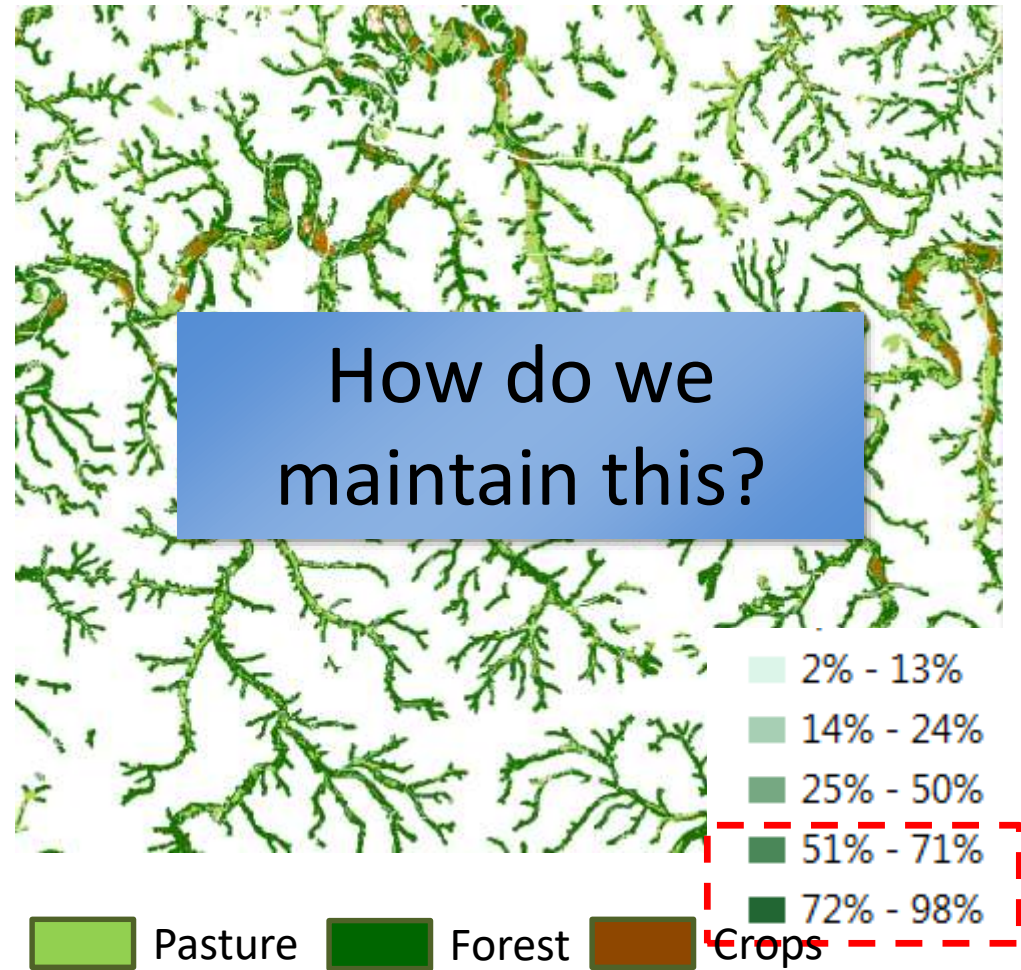 How do we
maintain this?
2% - 13%
14% - 24%
25% - 50%
51% - 71%
72% - 98%
Pasture Forest Crops